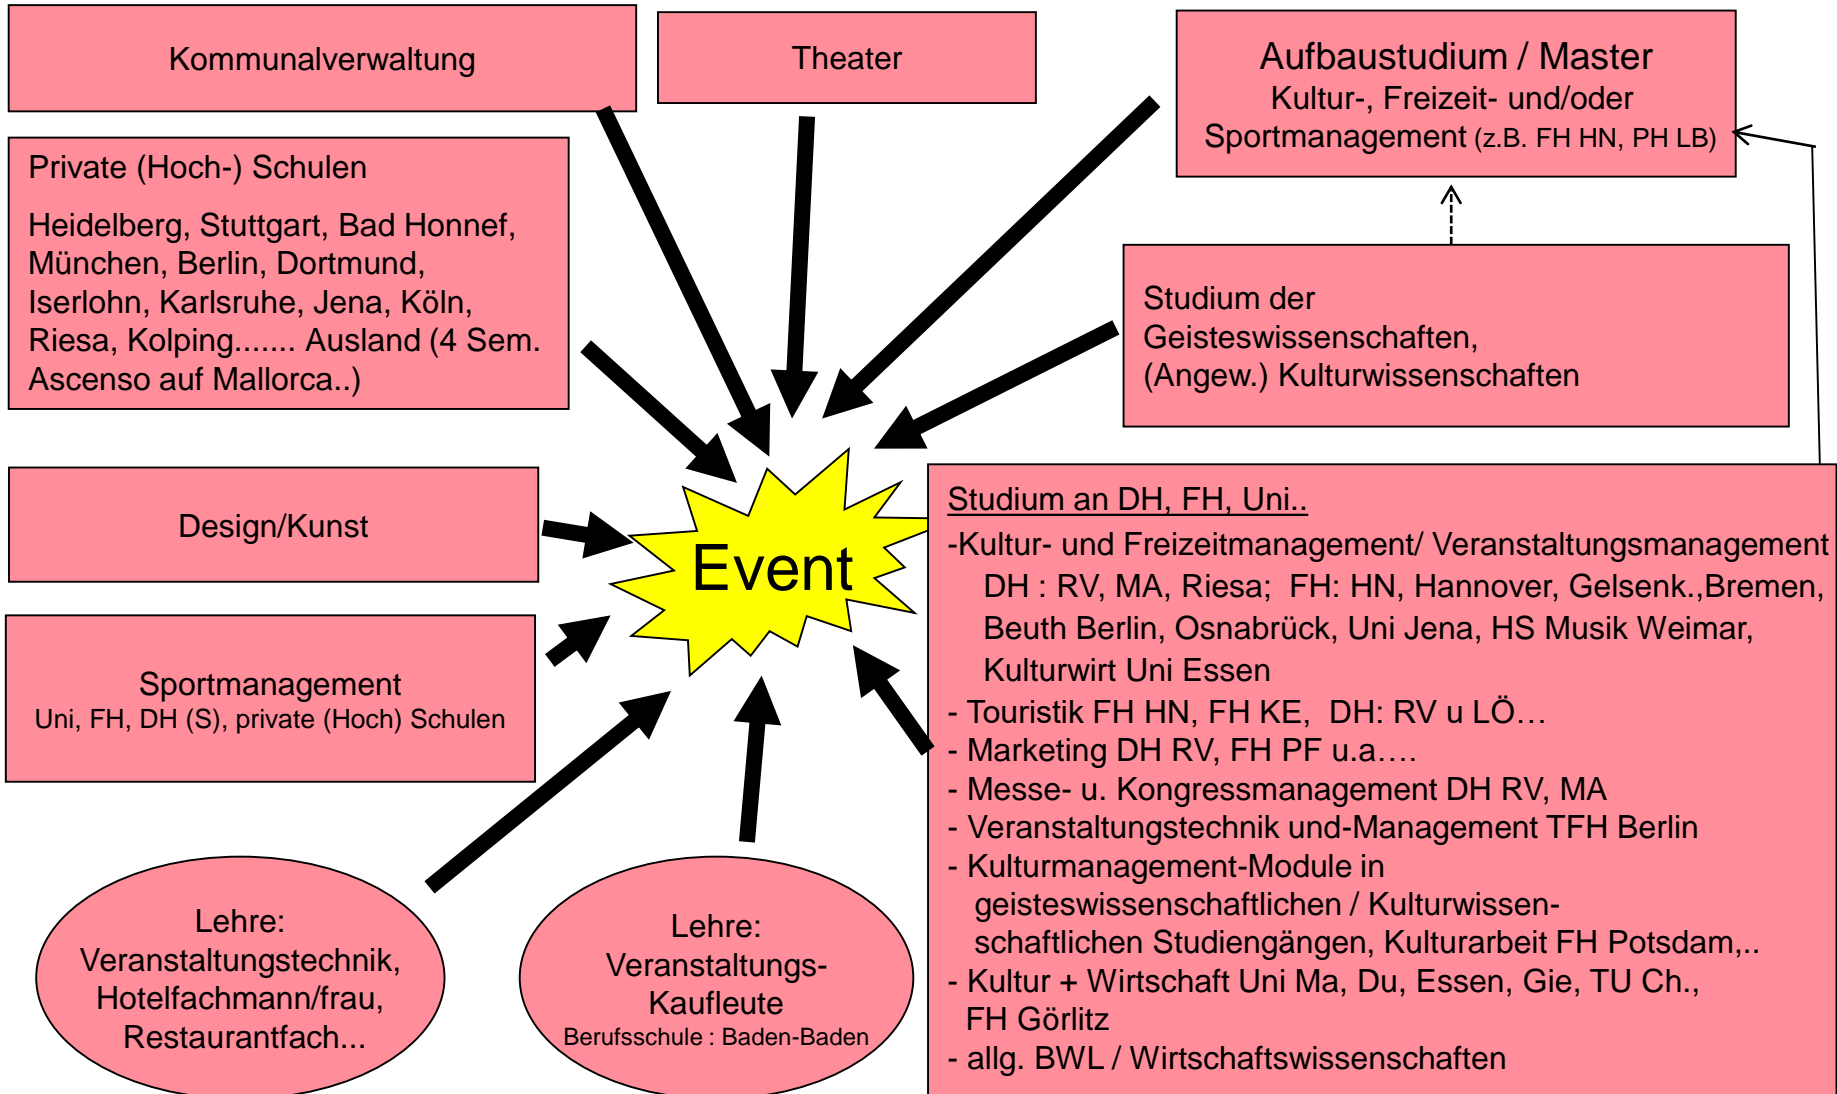 Kommunalverwaltung
Theater
Aufbaustudium / Master
Kultur-, Freizeit- und/oder
Sportmanagement (z.B. FH HN, PH LB)
Private (Hoch-) Schulen
Heidelberg, Stuttgart, Bad Honnef,
München, Berlin, Dortmund,
Iserlohn, Karlsruhe, Jena, Köln,
Riesa, Kolping....... Ausland (4 Sem.
Ascenso auf Mallorca..)
Studium der
Geisteswissenschaften,
(Angew.) Kulturwissenschaften
Design/Kunst
Event
Sportmanagement
Uni, FH, DH (S), private (Hoch) Schulen
Studium an DH, FH, Uni..
-Kultur- und Freizeitmanagement/ Veranstaltungsmanagement
DH : RV, MA, Riesa;  FH: HN, Hannover, Gelsenk.,Bremen,
Beuth Berlin, Osnabrück, Uni Jena, HS Musik Weimar,
Kulturwirt Uni Essen
- Touristik FH HN, FH KE,  DH: RV u LÖ…
- Marketing DH RV, FH PF u.a….
- Messe- u. Kongressmanagement DH RV, MA
- Veranstaltungstechnik und-Management TFH Berlin
- Kulturmanagement-Module in
geisteswissenschaftlichen / Kulturwissen-
schaftlichen Studiengängen, Kulturarbeit FH Potsdam,..
- Kultur + Wirtschaft Uni Ma, Du, Essen, Gie, TU Ch.,
FH Görlitz
- allg. BWL / Wirtschaftswissenschaften
Lehre:
Veranstaltungstechnik,
Hotelfachmann/frau,
Restaurantfach...
Lehre:
Veranstaltungs-
Kaufleute
Berufsschule : Baden-Baden